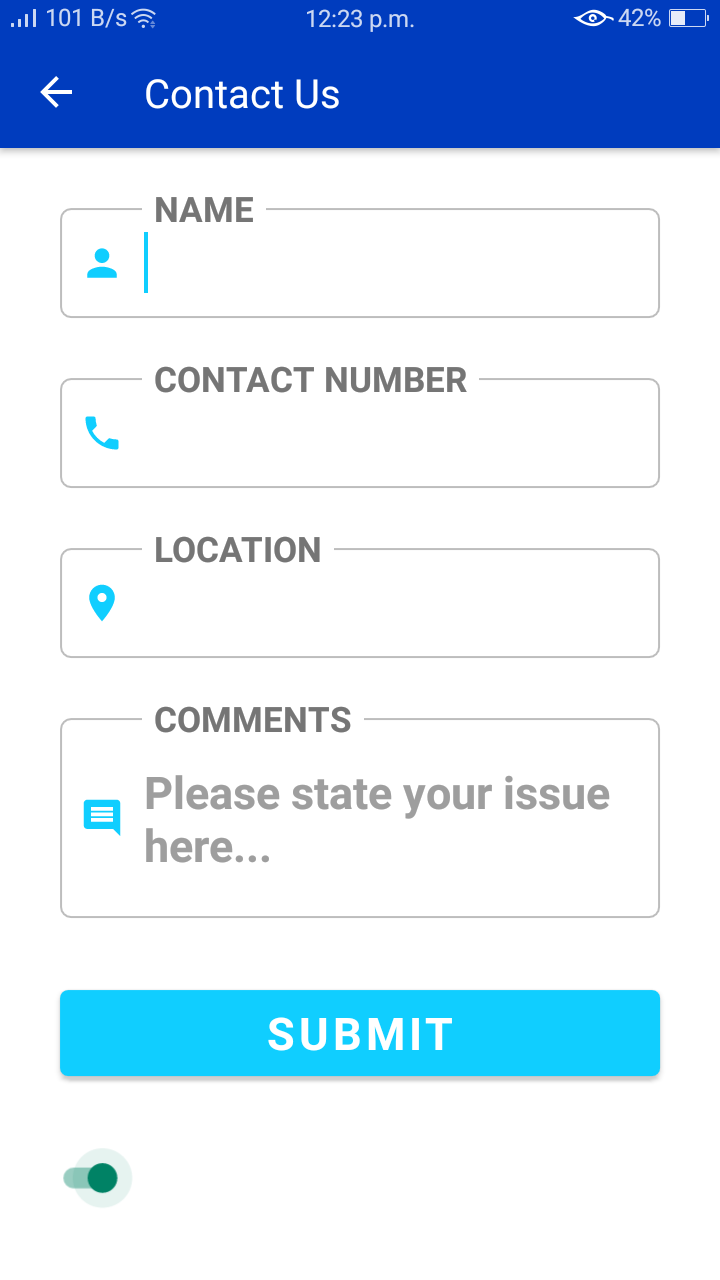 101 B/s 12:23 p.m. 42%
Contact Us
NAME
CONTACT NUMBER
LOCATION
COMMENTS
Please state your issue
here...
SUBMIT